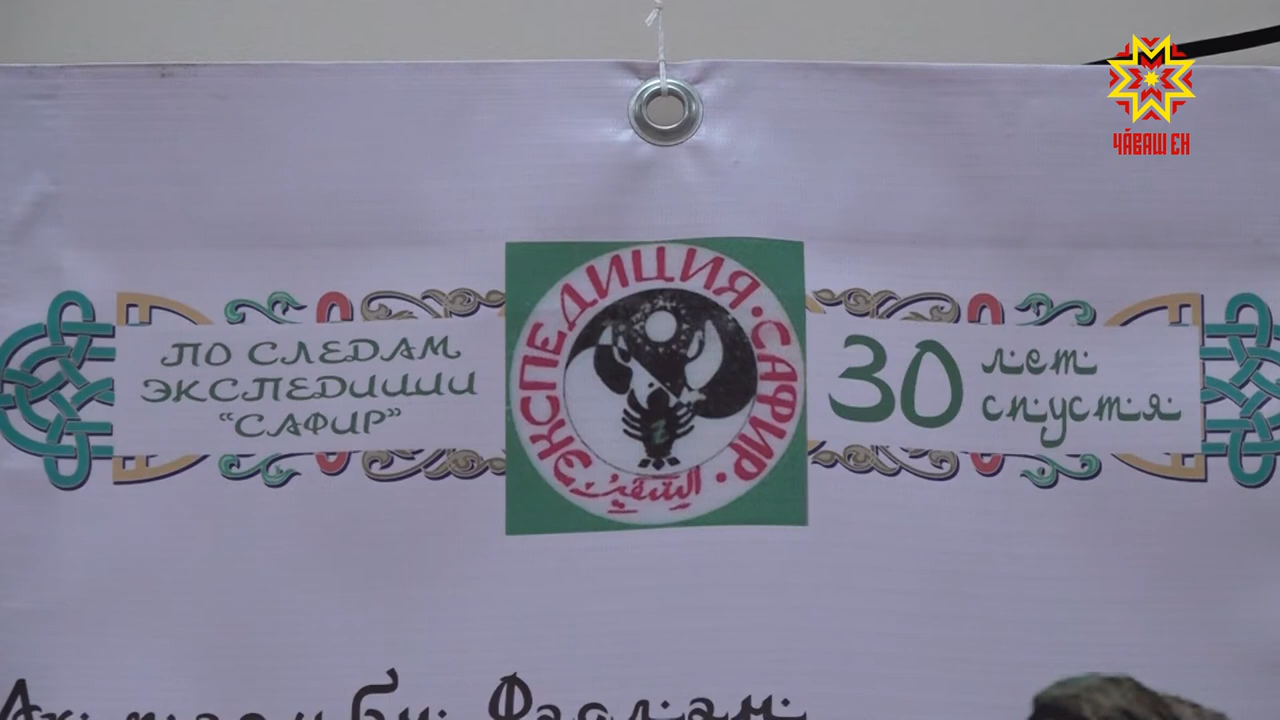 ЧӐВАШ ЕН
ПО СЛЕДАМ
ЭКСПЕДИЦИИ
“САФИР”
ЭКСПЕДИЦИЯ • САФИР •
30 лет
спустя